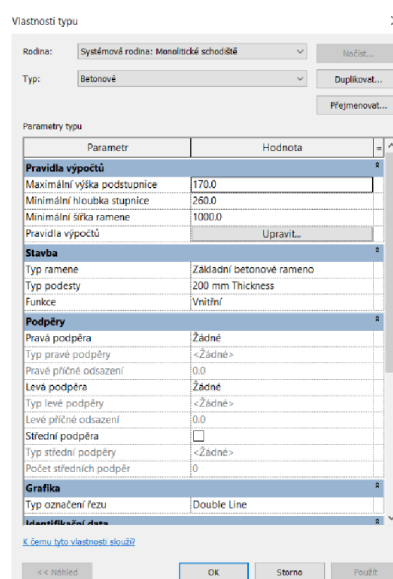 Vlastnosti typu
Rodina: Systémová rodina: Monolitické schodiště Načíst...
Typ: Betonové Duplikovat...
Přejmenovat...
Parametry typu
Parametr Hodnota =
Pravidla výpočtů
Maximální výška podstupnice 170.0
Minimální hloubka stupnice 260.0
Minimální šířka ramene 1000.0
Pravidla výpočtů Upravit...
Stavba
Typ ramene Základní betonové rameno
Typ podesty 200 mm Thickness
Funkce Vnitřní
Podpěry
Pravá podpěra Žádné
Typ pravé podpěry <Žádné>
Pravé příčné odsazení 0.0
Levá podpěra Žádné
Typ levé podpěry <Žádné>
Levé příčné odsazení 0.0
Střední podpěra
Typ střední podpěry <Žádné>
Počet středních podpěr 0
Grafika
Typ označení řezu Double Line
Identifikační data
K čemu tyto vlastnosti slouží?
<< Náhled OK Storno Použít